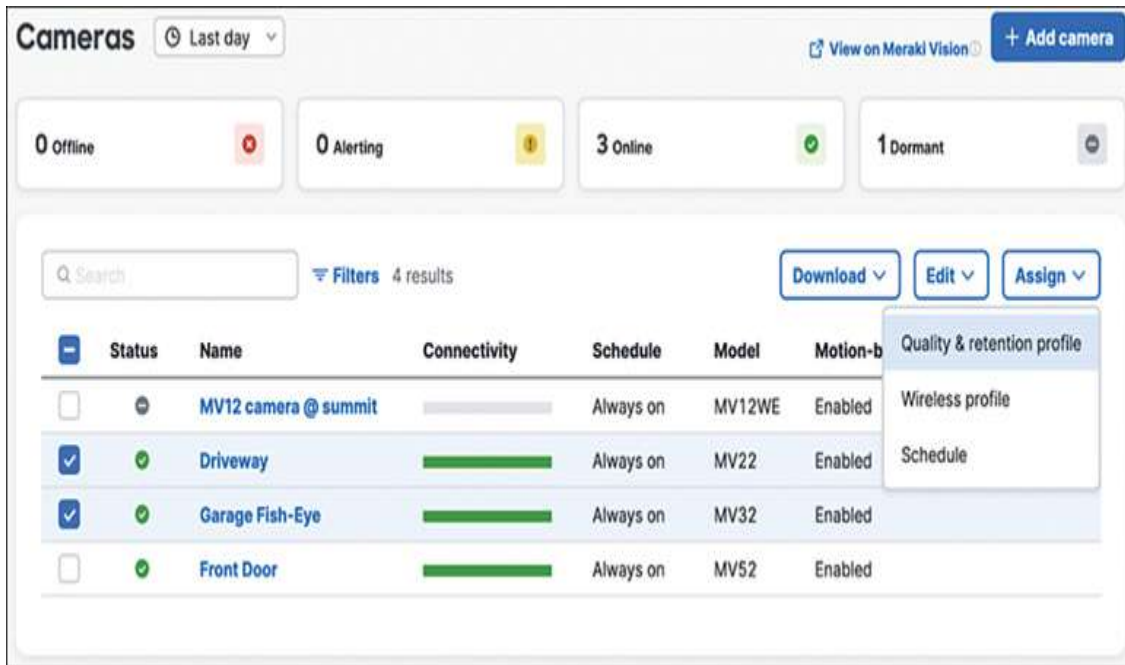 Cameras Last day View on Meraki Vision + Add camera
0 Offline 0 Alerting 3 Online 1 Dormant
Search Filters 4 results Download Edit Assign
Status Name Connectivity Schedule Model Motion-b
Quality & retention profile
Wireless profile
Schedule
MV12 camera @ summit Always on MV12WE Enabled
Driveway Always on MV22 Enabled
Garage Fish-Eye Always on MV32 Enabled
Front Door Always on MV52 Enabled